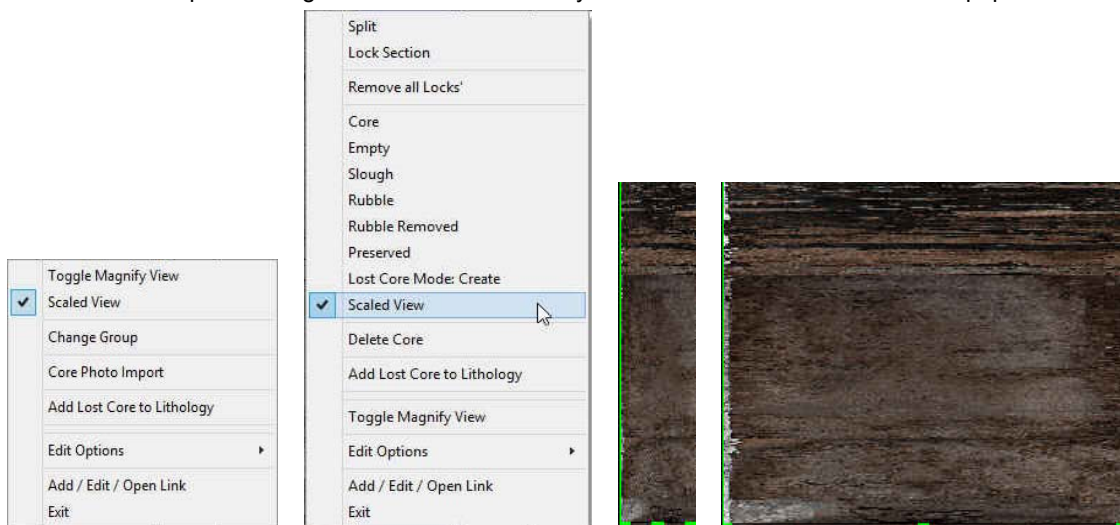 Toggle Magnify View
Scaled View
Change Group
Core Photo Import
Add Lost Core to Lithology
Edit Options
Add / Edit / Open Link
Exit
Split
Lock Section
Remove all Locks'
Core
Empty
Slough
Rubble
Rubble Removed
Preserved
Lost Core Mode: Create
Scaled View
Delete Core
Add Lost Core to Lithology
Toggle Magnify View
Edit Options
Add / Edit / Open Link
Exit